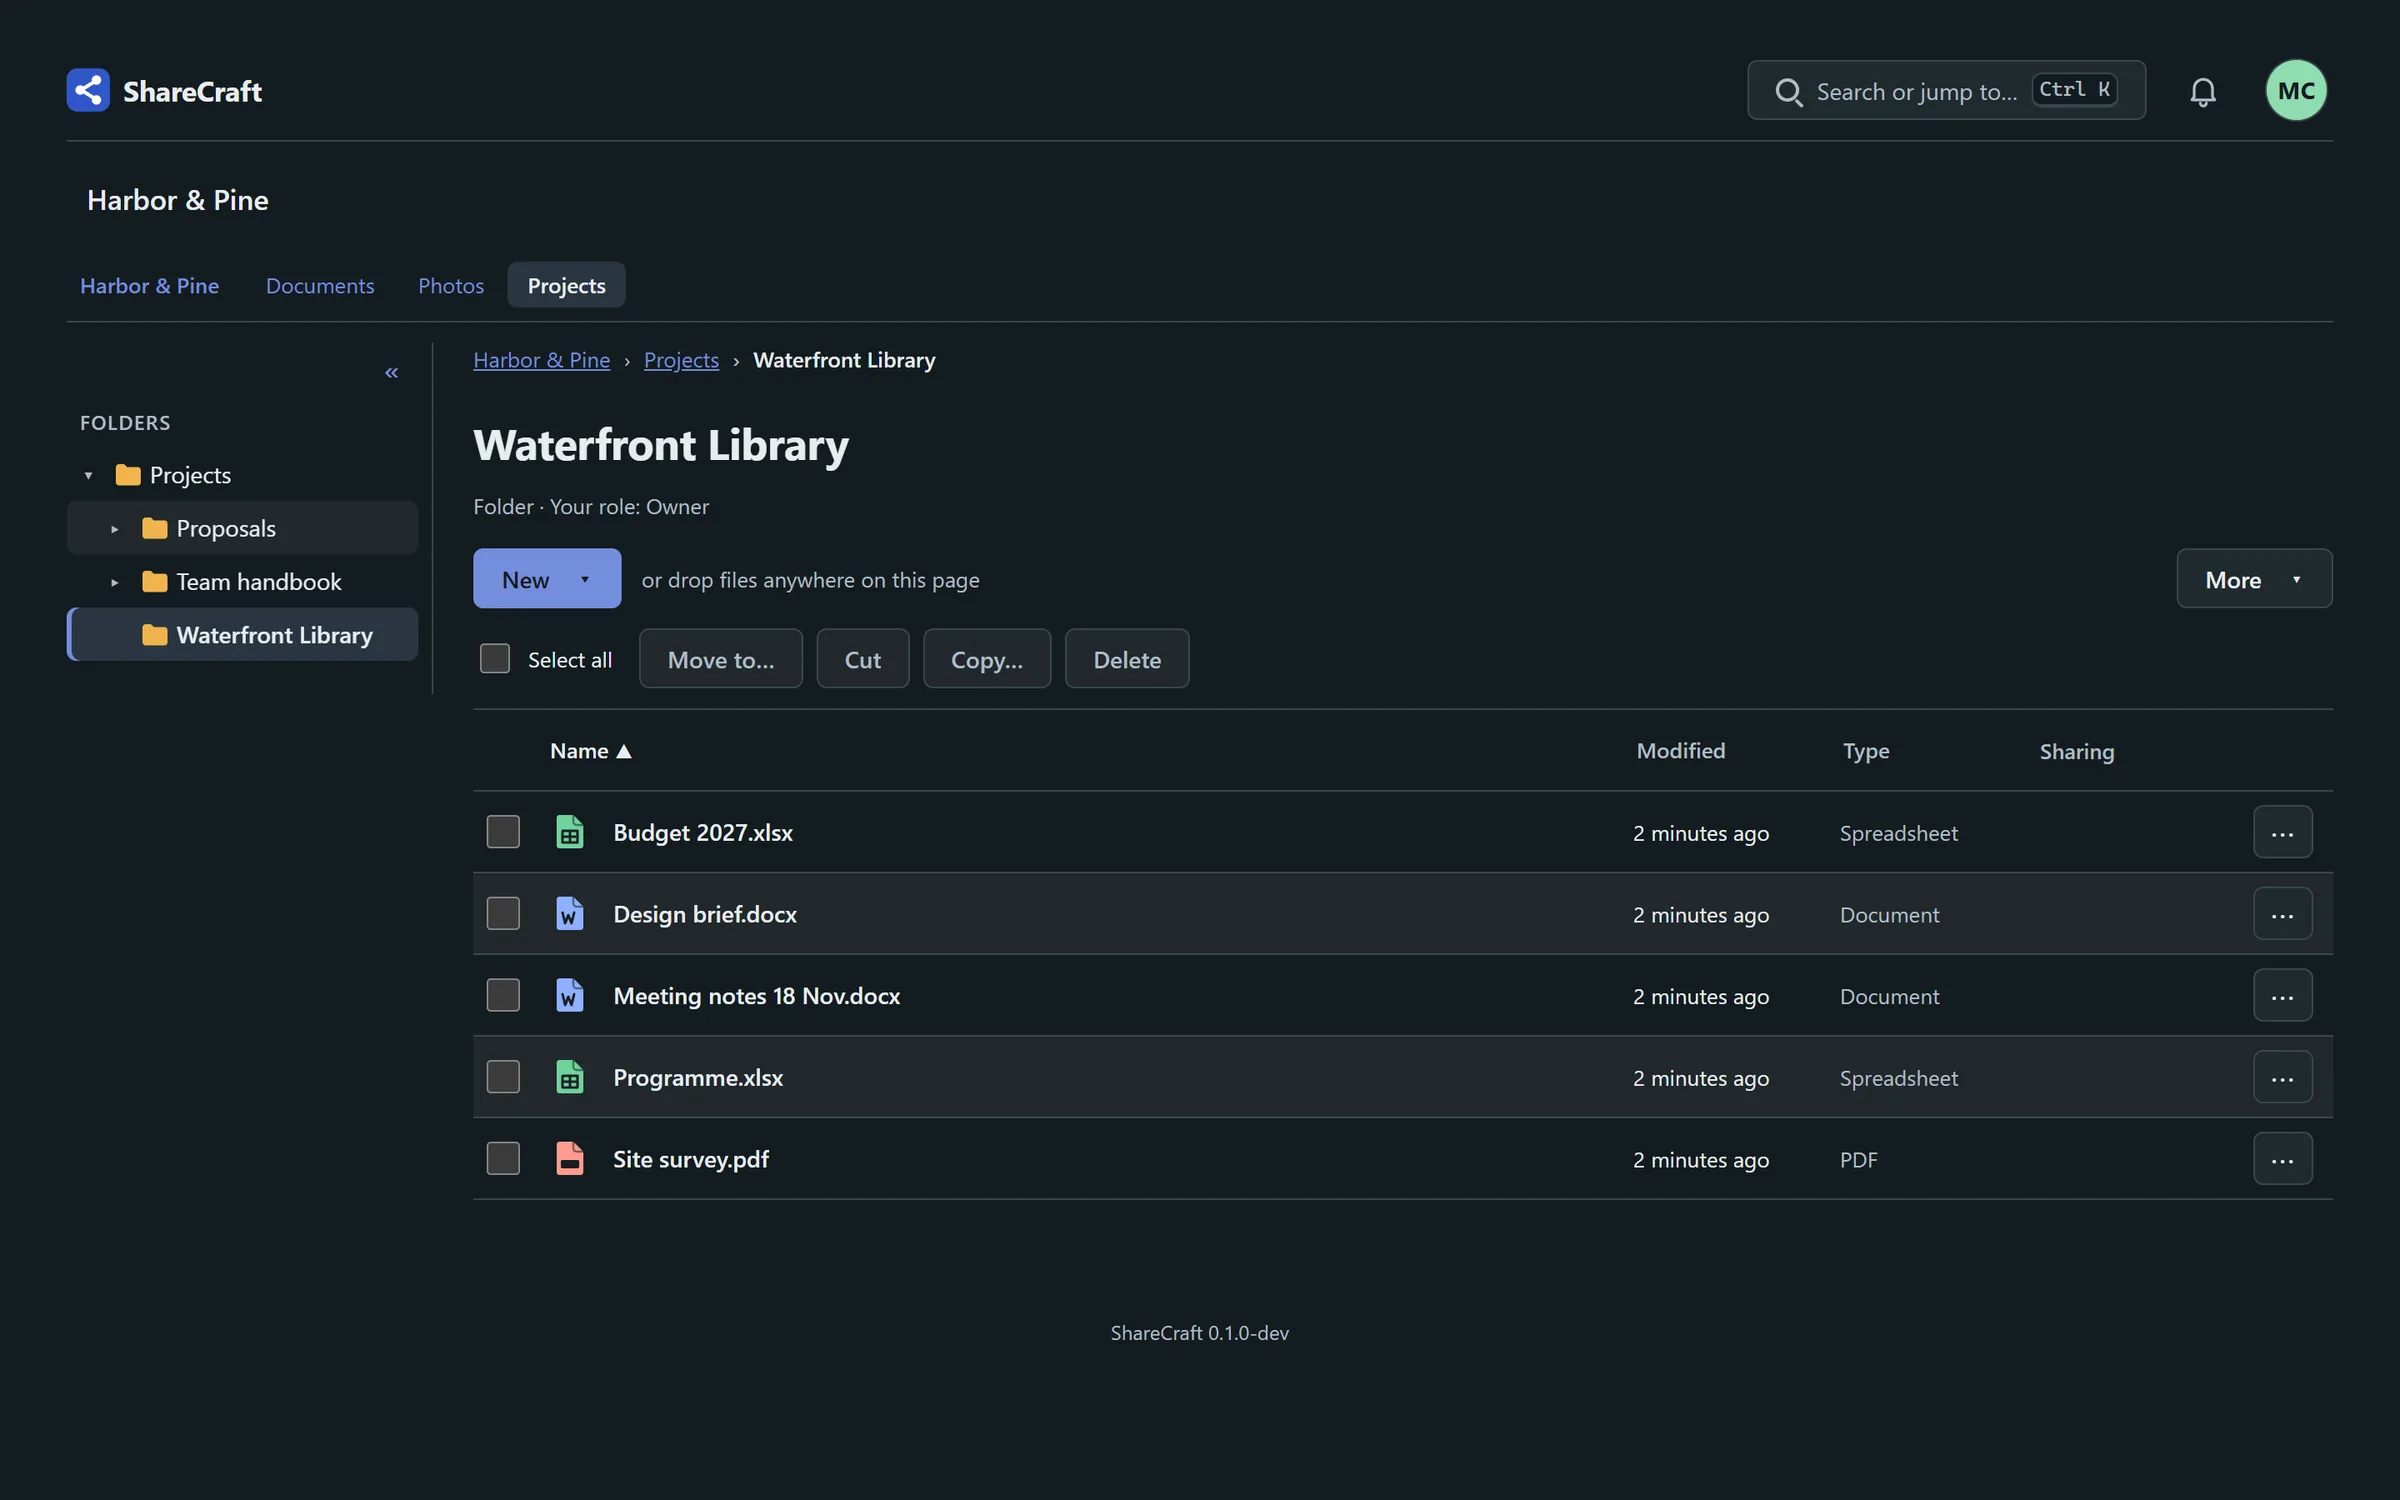 ShareCraft
Search or jump to... Ctrl K
MC
Harbor & Pine
Harbor & Pine Documents Photos Projects
«
FOLDERS
Projects
Proposals
Team handbook
Waterfront Library
Harbor & Pine › Projects › Waterfront Library
Waterfront Library
Folder · Your role: Owner
New or drop files anywhere on this page More
Select all Move to... Cut Copy... Delete
Name ▲ Modified Type Sharing
Budget 2027.xlsx 2 minutes ago Spreadsheet ...
W Design brief.docx 2 minutes ago Document ...
W Meeting notes 18 Nov.docx 2 minutes ago Document ...
Programme.xlsx 2 minutes ago Spreadsheet ...
Site survey.pdf 2 minutes ago PDF ...
ShareCraft 0.1.0-dev